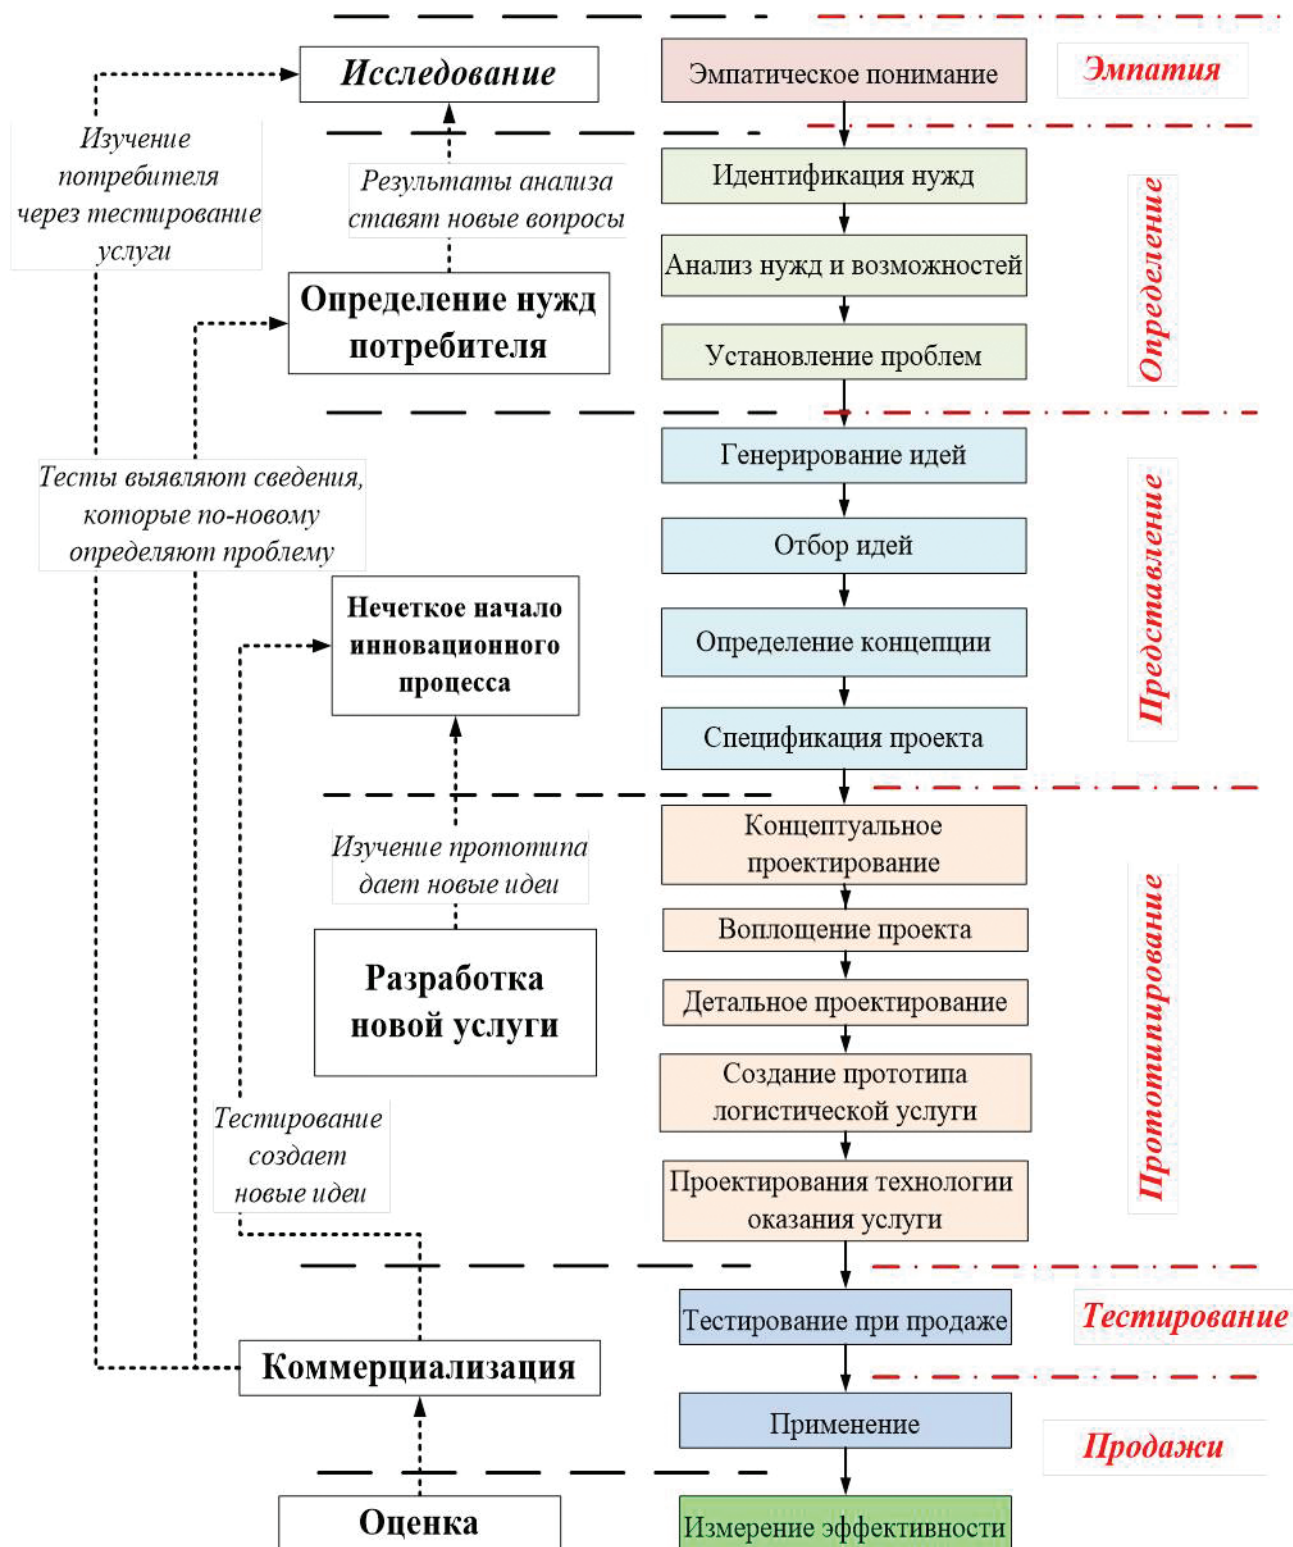 Исследование
Эмпатическое понимание
Эмпатия
Изучение
потребителя
через тестирование
услуги
Результаты анализа
ставят новые вопросы
Идентификация нужд
Анализ нужд и возможностей
Определение нужд
потребителя
Установление проблем
Определение
Тесты выявляют сведения,
которые по-новому
определяют проблему
Генерирование идей
Отбор идей
Нечеткое начало
инновационного
процесса
Определение концепции
Спецификация проекта
Представление
Изучение прототипа
дает новые идеи
Концептуальное
проектирование
Воплощение проекта
Разработка
новой услуги
Детальное проектирование
Создание прототипа
логистической услуги
Проектирования технологии
оказания услуги
Прототипирование
Тестирование
создает
новые идеи
Тестирование при продаже
Тестирование
Коммерциализация
Применение
Продажи
Оценка
Измерение эффективности